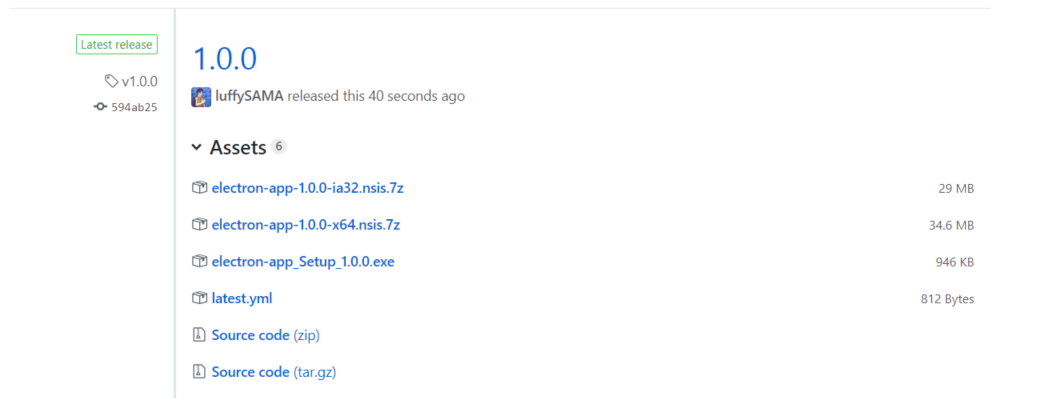 Latest release
v1.0.0
594ab25
1.0.0
luffySAMA released this 40 seconds ago
Assets 6
electron-app-1.0.0-ia32.nsis.7z 29 MB
electron-app-1.0.0-x64.nsis.7z 34.6 MB
electron-app_Setup_1.0.0.exe 946 KB
latest.yml 812 Bytes
Source code (zip)
Source code (tar.gz)